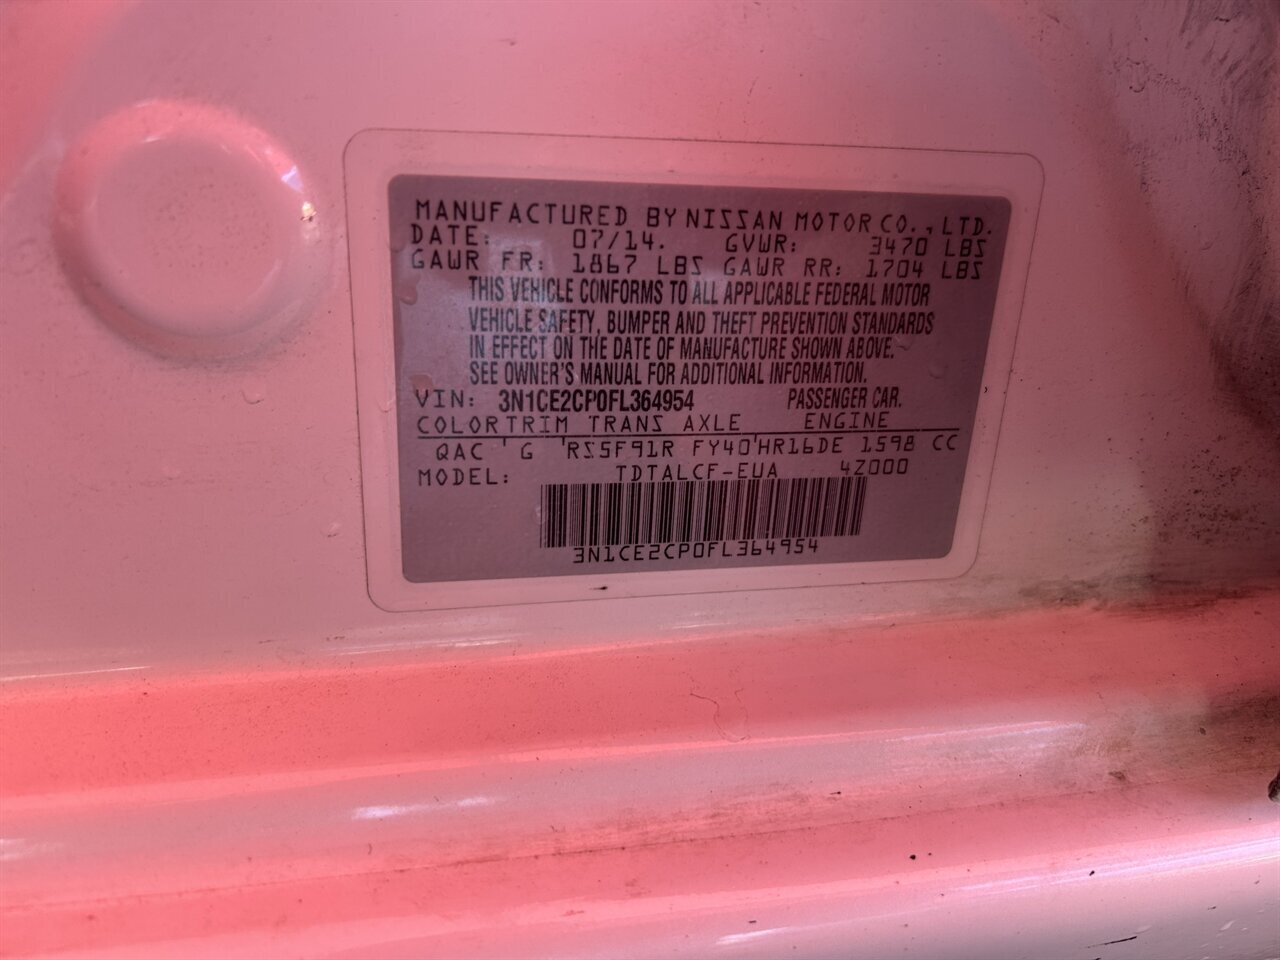 MANUFACTURED BY NISSAN MOTOR CO., LTD.
DATE: 07/14. GVWR: 3470 LBS
GAWR FR: 1867 LBS GAWR RR: 1704 LBS
THIS VEHICLE CONFORMS TO ALL APPLICABLE FEDERAL MOTOR
VEHICLE SAFETY, BUMPER AND THEFT PREVENTION STANDARDS
IN EFFECT ON THE DATE OF MANUFACTURE SHOWN ABOVE.
SEE OWNER'S MANUAL FOR ADDITIONAL INFORMATION.
VIN: 3N1CE2CP0FL364954 PASSENGER CAR.
COLORTRIM TRANS AXLE ENGINE
QAC ' G 'RS5F91R FY40'HR16DE 1598 CC
MODEL: TDTALCF-EUA 4Z000
3N1CE2CP0FL364954